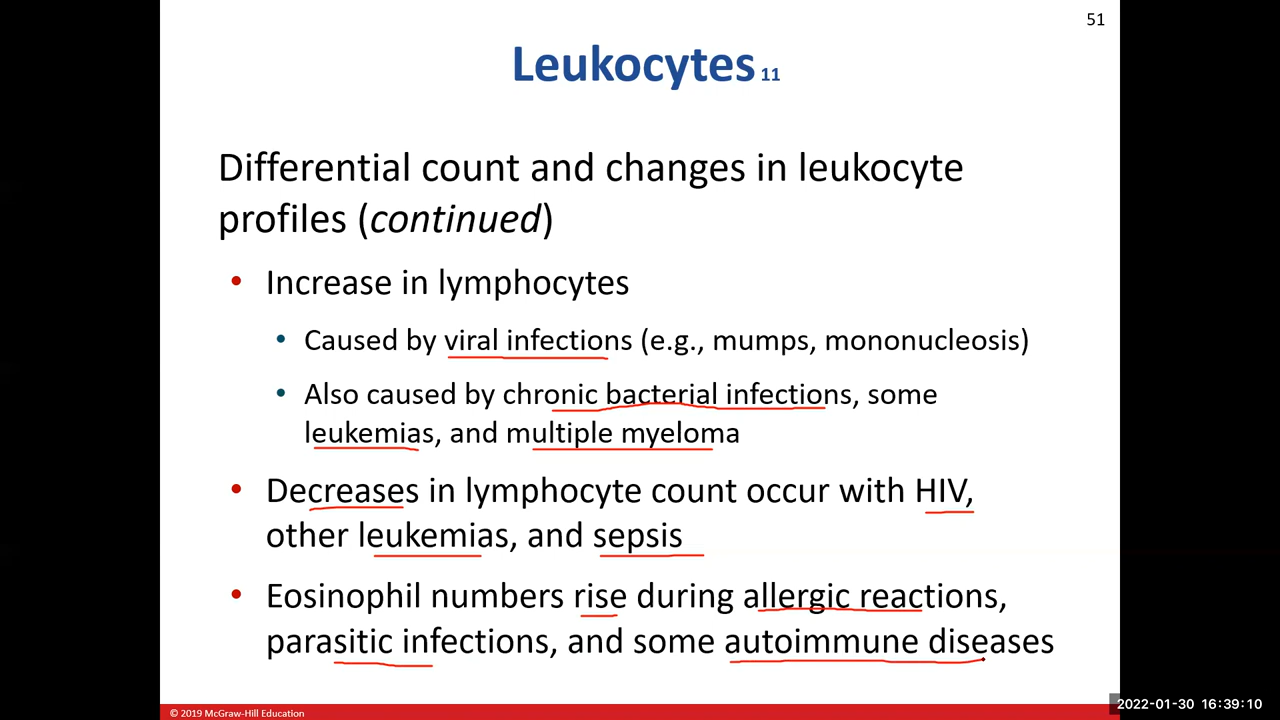 51
Leukocytes 11
Differential count and changes in leukocyte
profiles (continued)
• Increase in lymphocytes
• Caused by viral infections (e.g., mumps, mononucleosis)
• Also caused by chronic bacterial infections, some
leukemias, and multiple myeloma
• Decreases in lymphocyte count occur with HIV,
other leukemias, and sepsis
• Eosinophil numbers rise during allergic reactions,
parasitic infections, and some autoimmune diseases
© 2019 McGraw-Hill Education
2022-01-30 16:39:10